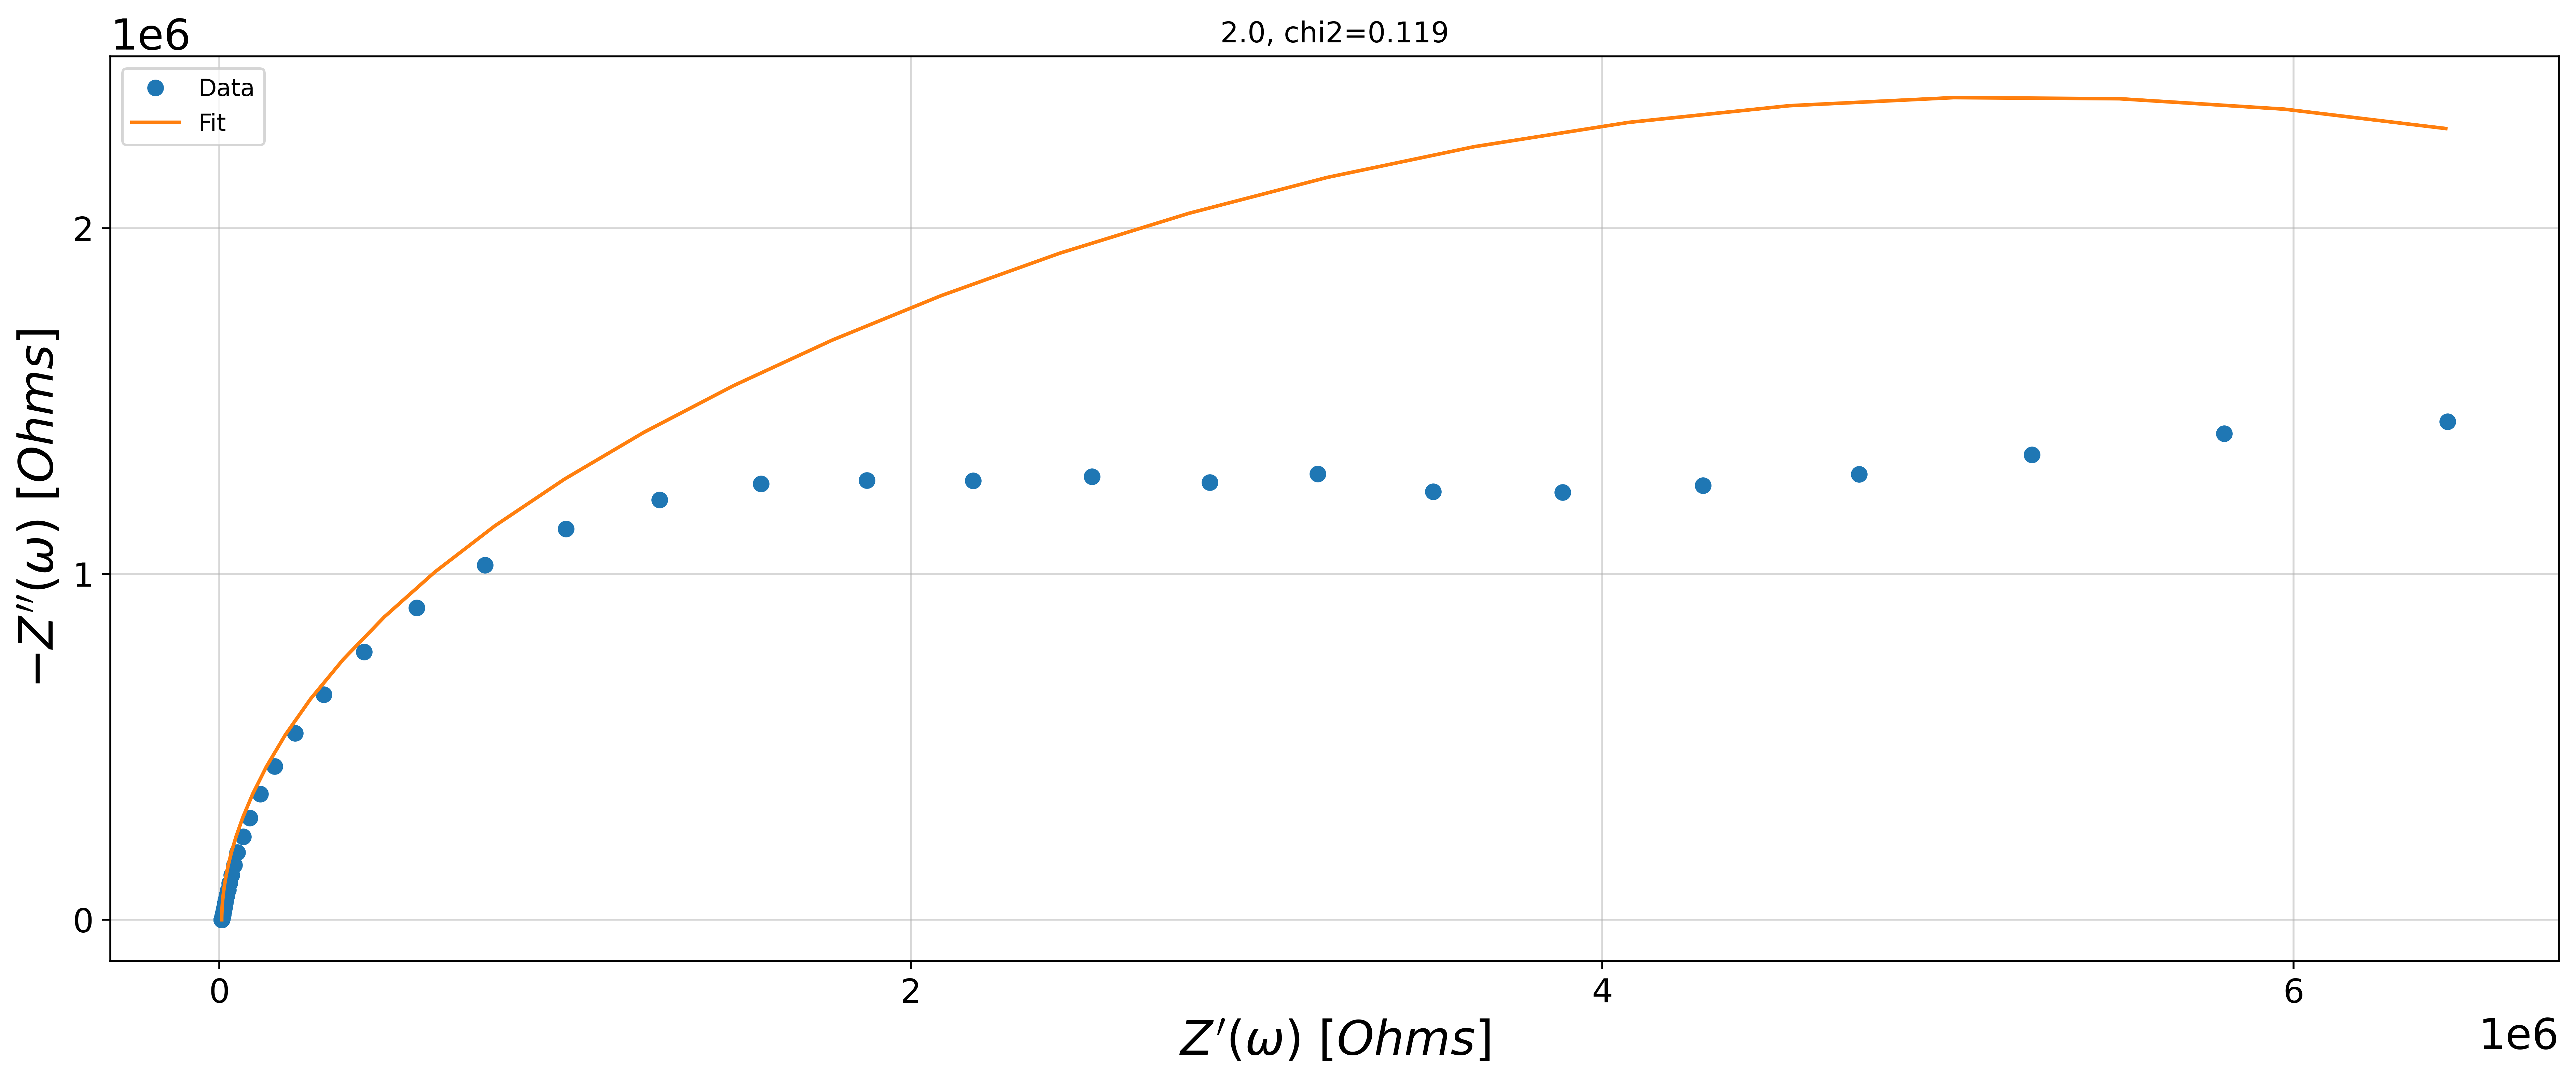 2.0, chi2=0.119
1e6
Data
Fit
2
1
0
−Z′′(ω) [Ohms]
0 2 4 6
Z′(ω) [Ohms]
1e6